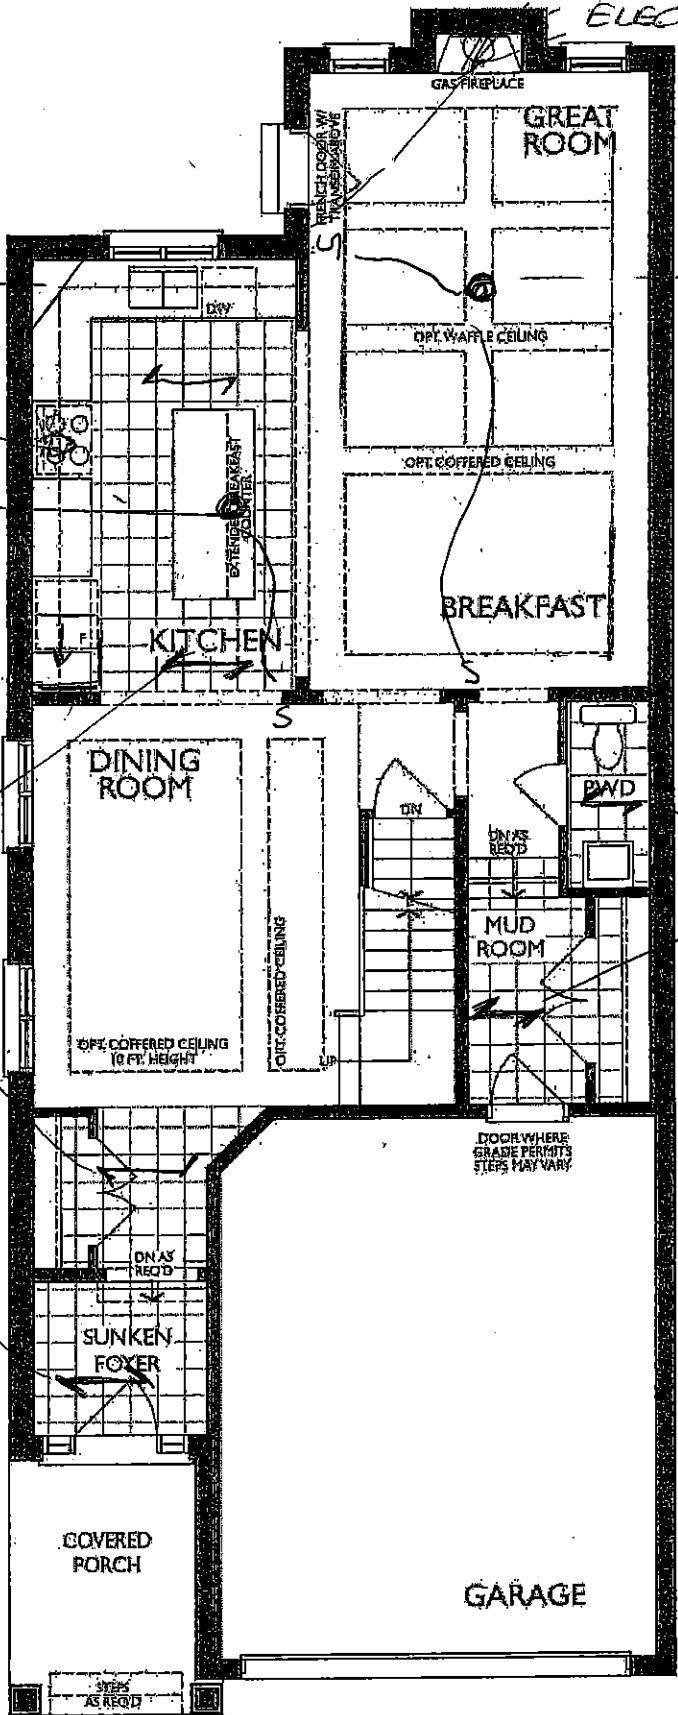 ELEC
GAS FIREPLACE
GREAT
ROOM
FRENCH DOOR W/
TRANSOM ABOVE
S
DW
OPT. WAFFLE CEILING
OPT. COFFERED CEILING
EXTENDED BREAKFAST
COUNTER
BREAKFAST
F
KITCHEN
S
S
DINING
ROOM
PWD
DN
DN AS
REQ'D
MUD
ROOM
OPT. COFFERED CEILING
OPT. COFFERED CEILING
10 FT. HEIGHT
UP
DOOR WHERE
GRADE PERMITS
STEPS MAY VARY
DN AS
REQ'D
SUNKEN
FOYER
COVERED
PORCH
GARAGE
STEPS
AS REQ'D